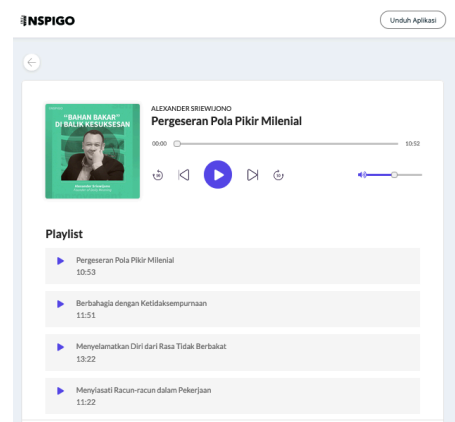 INSPIGO
Unduh Aplikasi
"BAHAN BAKAR"
DI BALIK KESUKSESAN
Alexander Sriewijono
ALEXANDER SRIEWIJONO
Pergeseran Pola Pikir Milenial
00:00
10:52
Playlist
Pergeseran Pola Pikir Milenial
10:53
Berbahagia dengan Ketidaksempurnaan
11:51
Menyelamatkan Diri dari Rasa Tidak Berbakat
13:22
Menyiasati Racun-racun dalam Pekerjaan
11:22